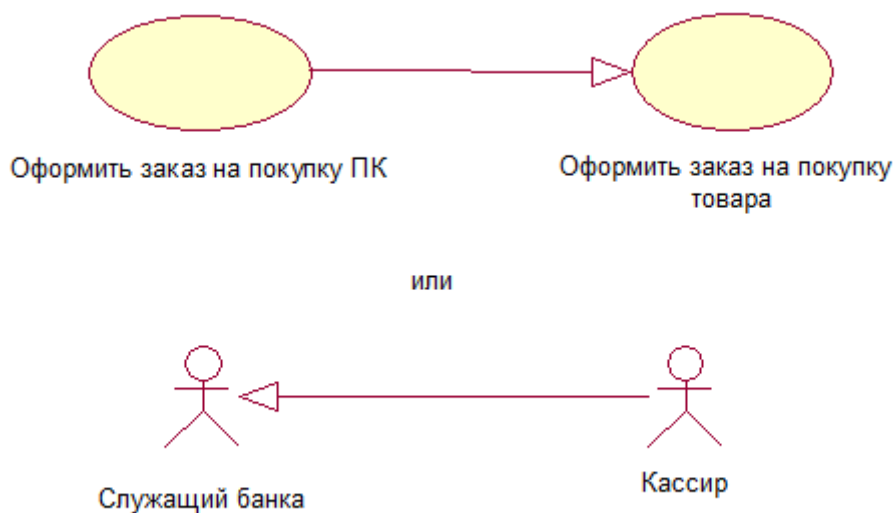 Оформить заказ на покупку ПК
Оформить заказ на покупку
товара
или
Служащий банка
Кассир